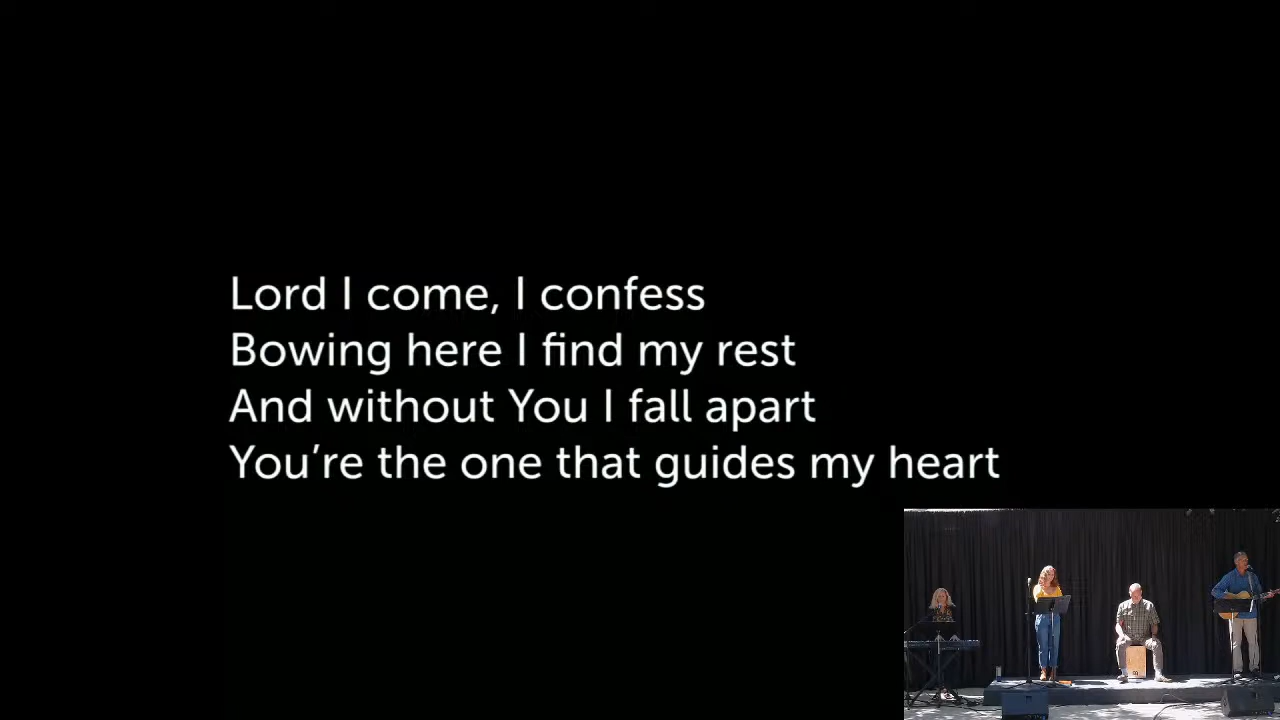 Lord I come, I confess
Bowing here I find my rest
And without You I fall apart
You’re the one that guides my heart